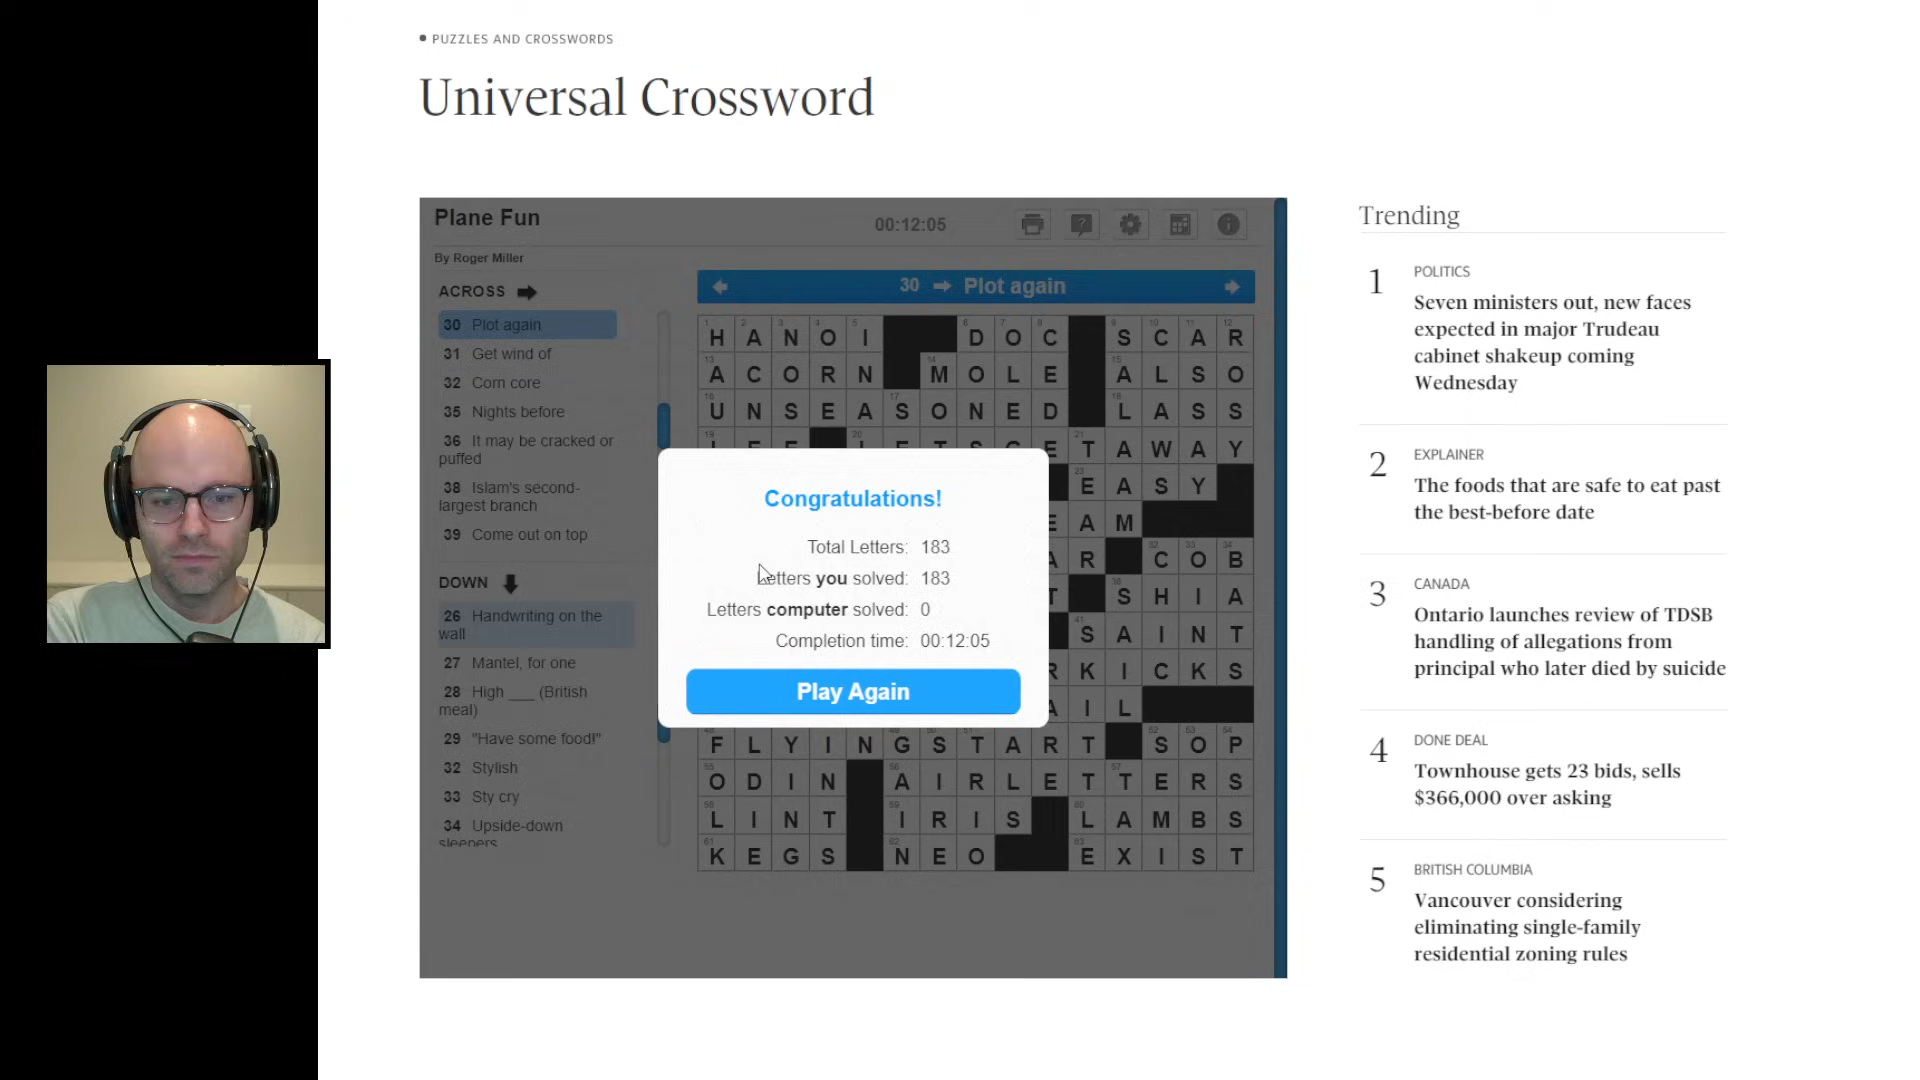 PUZZLES AND CROSSWORDS
Universal Crossword
Plane Fun
00:12:05
By Roger Miller
ACROSS
30 Plot again
31 Get wind of
32 Corn core
35 Nights before
36 It may be cracked or
puffed
38 Islam's second-
largest branch
39 Come out on top
DOWN
26 Handwriting on the
wall
27 Mantel, for one
28 High ___ (British
meal)
29 "Have some food!"
32 Stylish
33 Sty cry
34 Upside-down
sleepers
30 Plot again
H A N O I D O C S C A R
A C O R N M O L E A L S O
U N S E A S O N E D L A S S
E T A W A Y
E A S Y
E A M
A R C O B
T S H I A
S A I N T
R K I C K S
A I L
F L Y I N G S T A R T S O P
O D I N A I R L E T T E R S
L I N T I R I S L A M B S
K E G S N E O E X I S T
Congratulations!
Total Letters: 183
Letters you solved: 183
Letters computer solved: 0
Completion time: 00:12:05
Play Again
Trending
1
POLITICS
Seven ministers out, new faces
expected in major Trudeau
cabinet shakeup coming
Wednesday
2
EXPLAINER
The foods that are safe to eat past
the best-before date
3
CANADA
Ontario launches review of TDSB
handling of allegations from
principal who later died by suicide
4
DONE DEAL
Townhouse gets 23 bids, sells
$366,000 over asking
5
BRITISH COLUMBIA
Vancouver considering
eliminating single-family
residential zoning rules